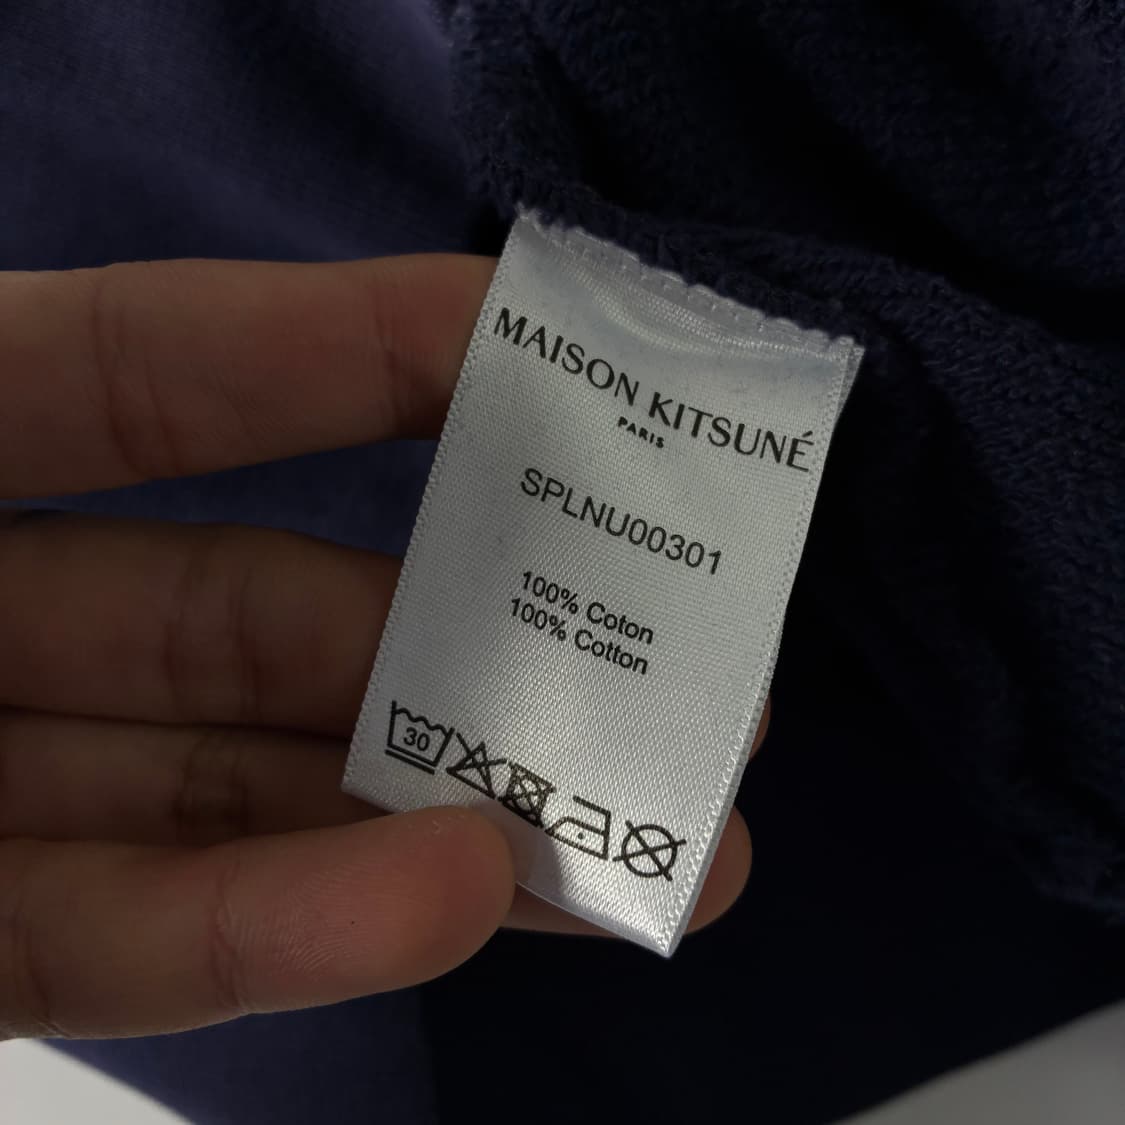 MAISON KITSUNÉ
PARIS
SPLNU00301
100% Coton
100% Cotton
30